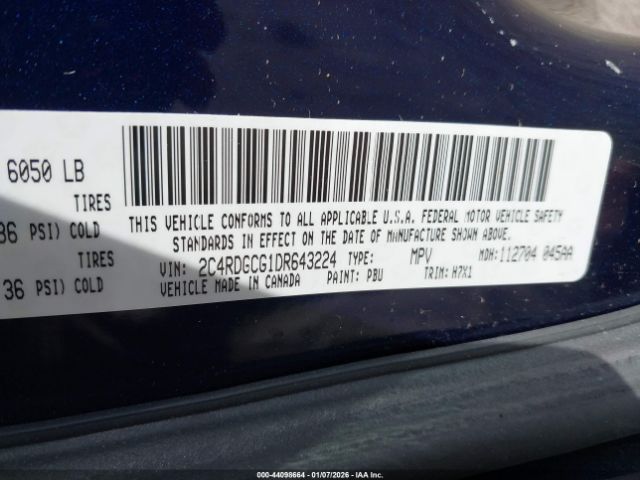 6050 LB
TIRES
36 PSI) COLD
TIRES
36 PSI) COLD
THIS VEHICLE CONFORMS TO ALL APPLICABLE U.S.A. FEDERAL MOTOR VEHICLE SAFETY
STANDARDS IN EFFECT ON THE DATE OF MANUFACTURE SHOWN ABOVE.
VIN: 2C4RDGCG1DR643224 TYPE: MPV MDH: 112704 045AA
VEHICLE MADE IN CANADA PAINT: PBU TRIM: H7X1
000-44098664 - 01/07/2026 - IAA Inc.